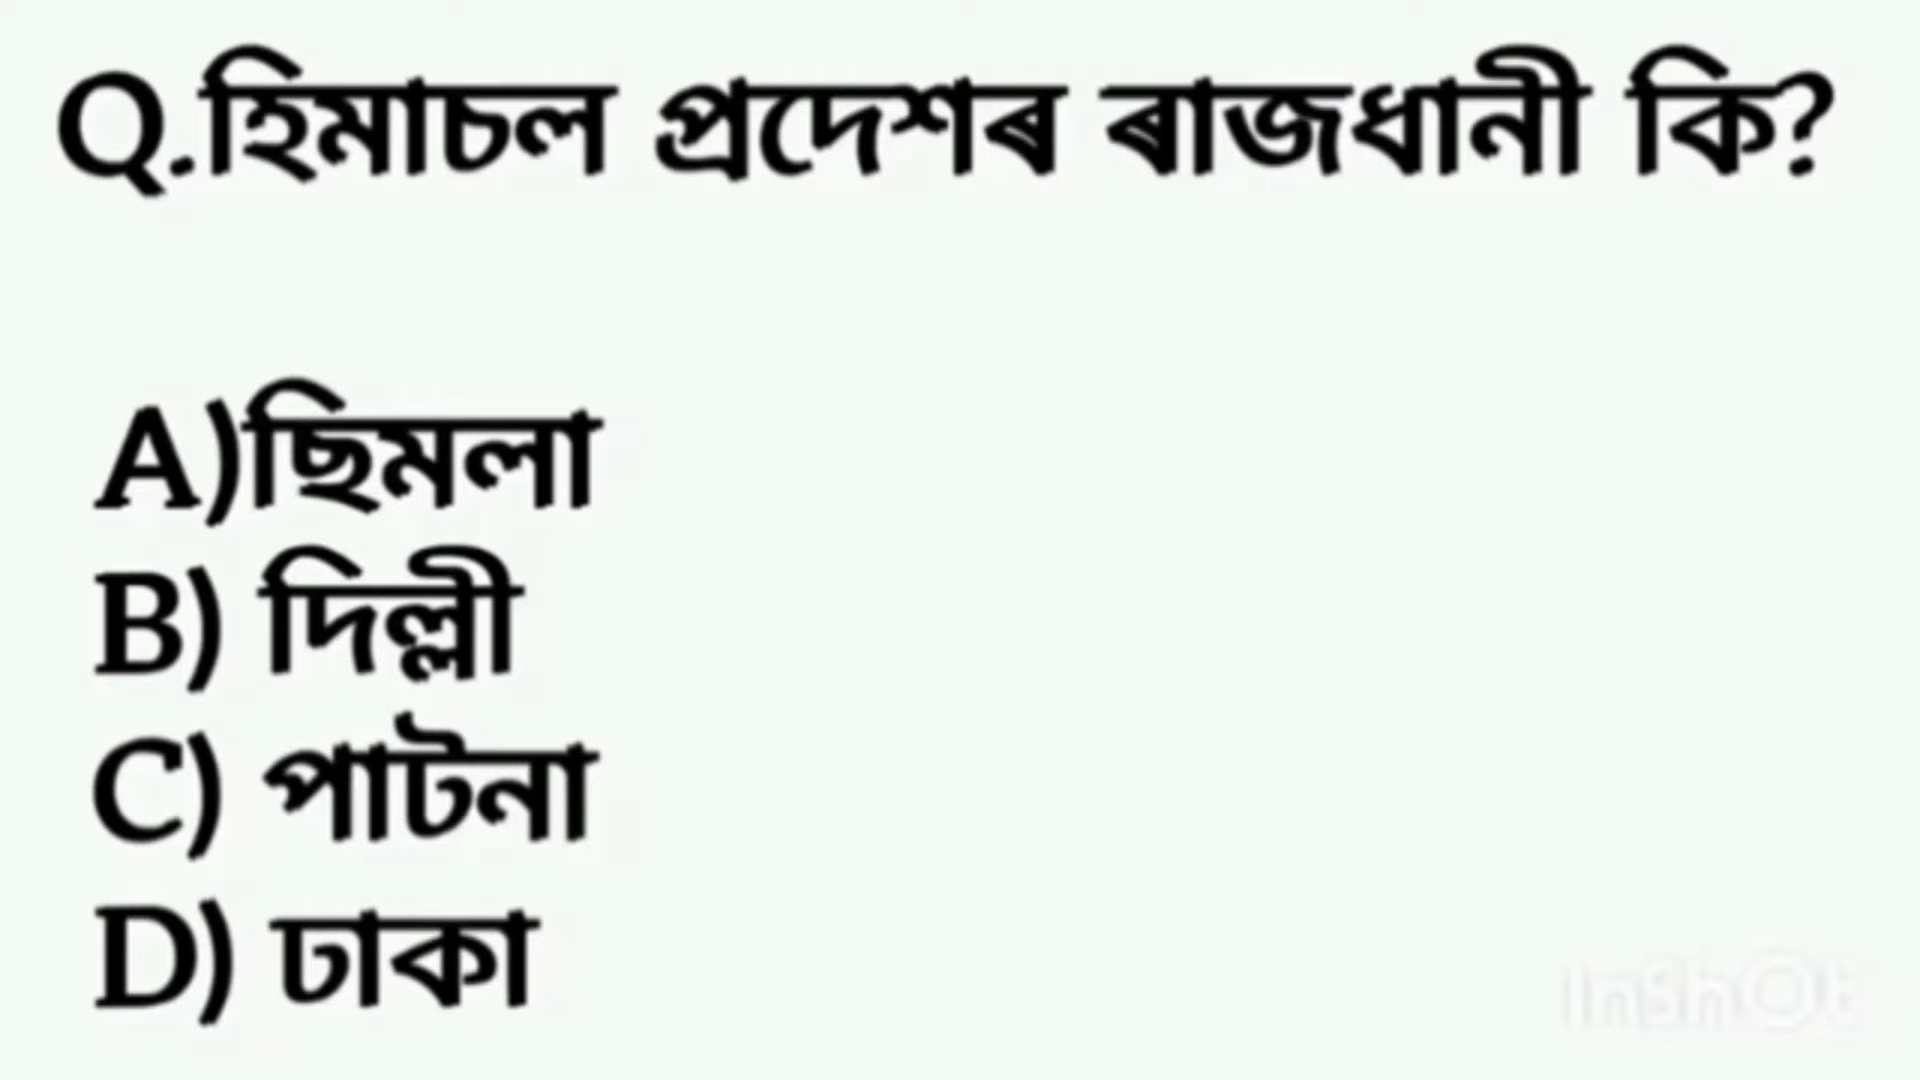 Q.হিমাচল প্ৰদেশৰ ৰাজধানী কি?
A)ছিমলা
B) দিল্লী
C) পাটনা
D) ঢাকা
InShOt